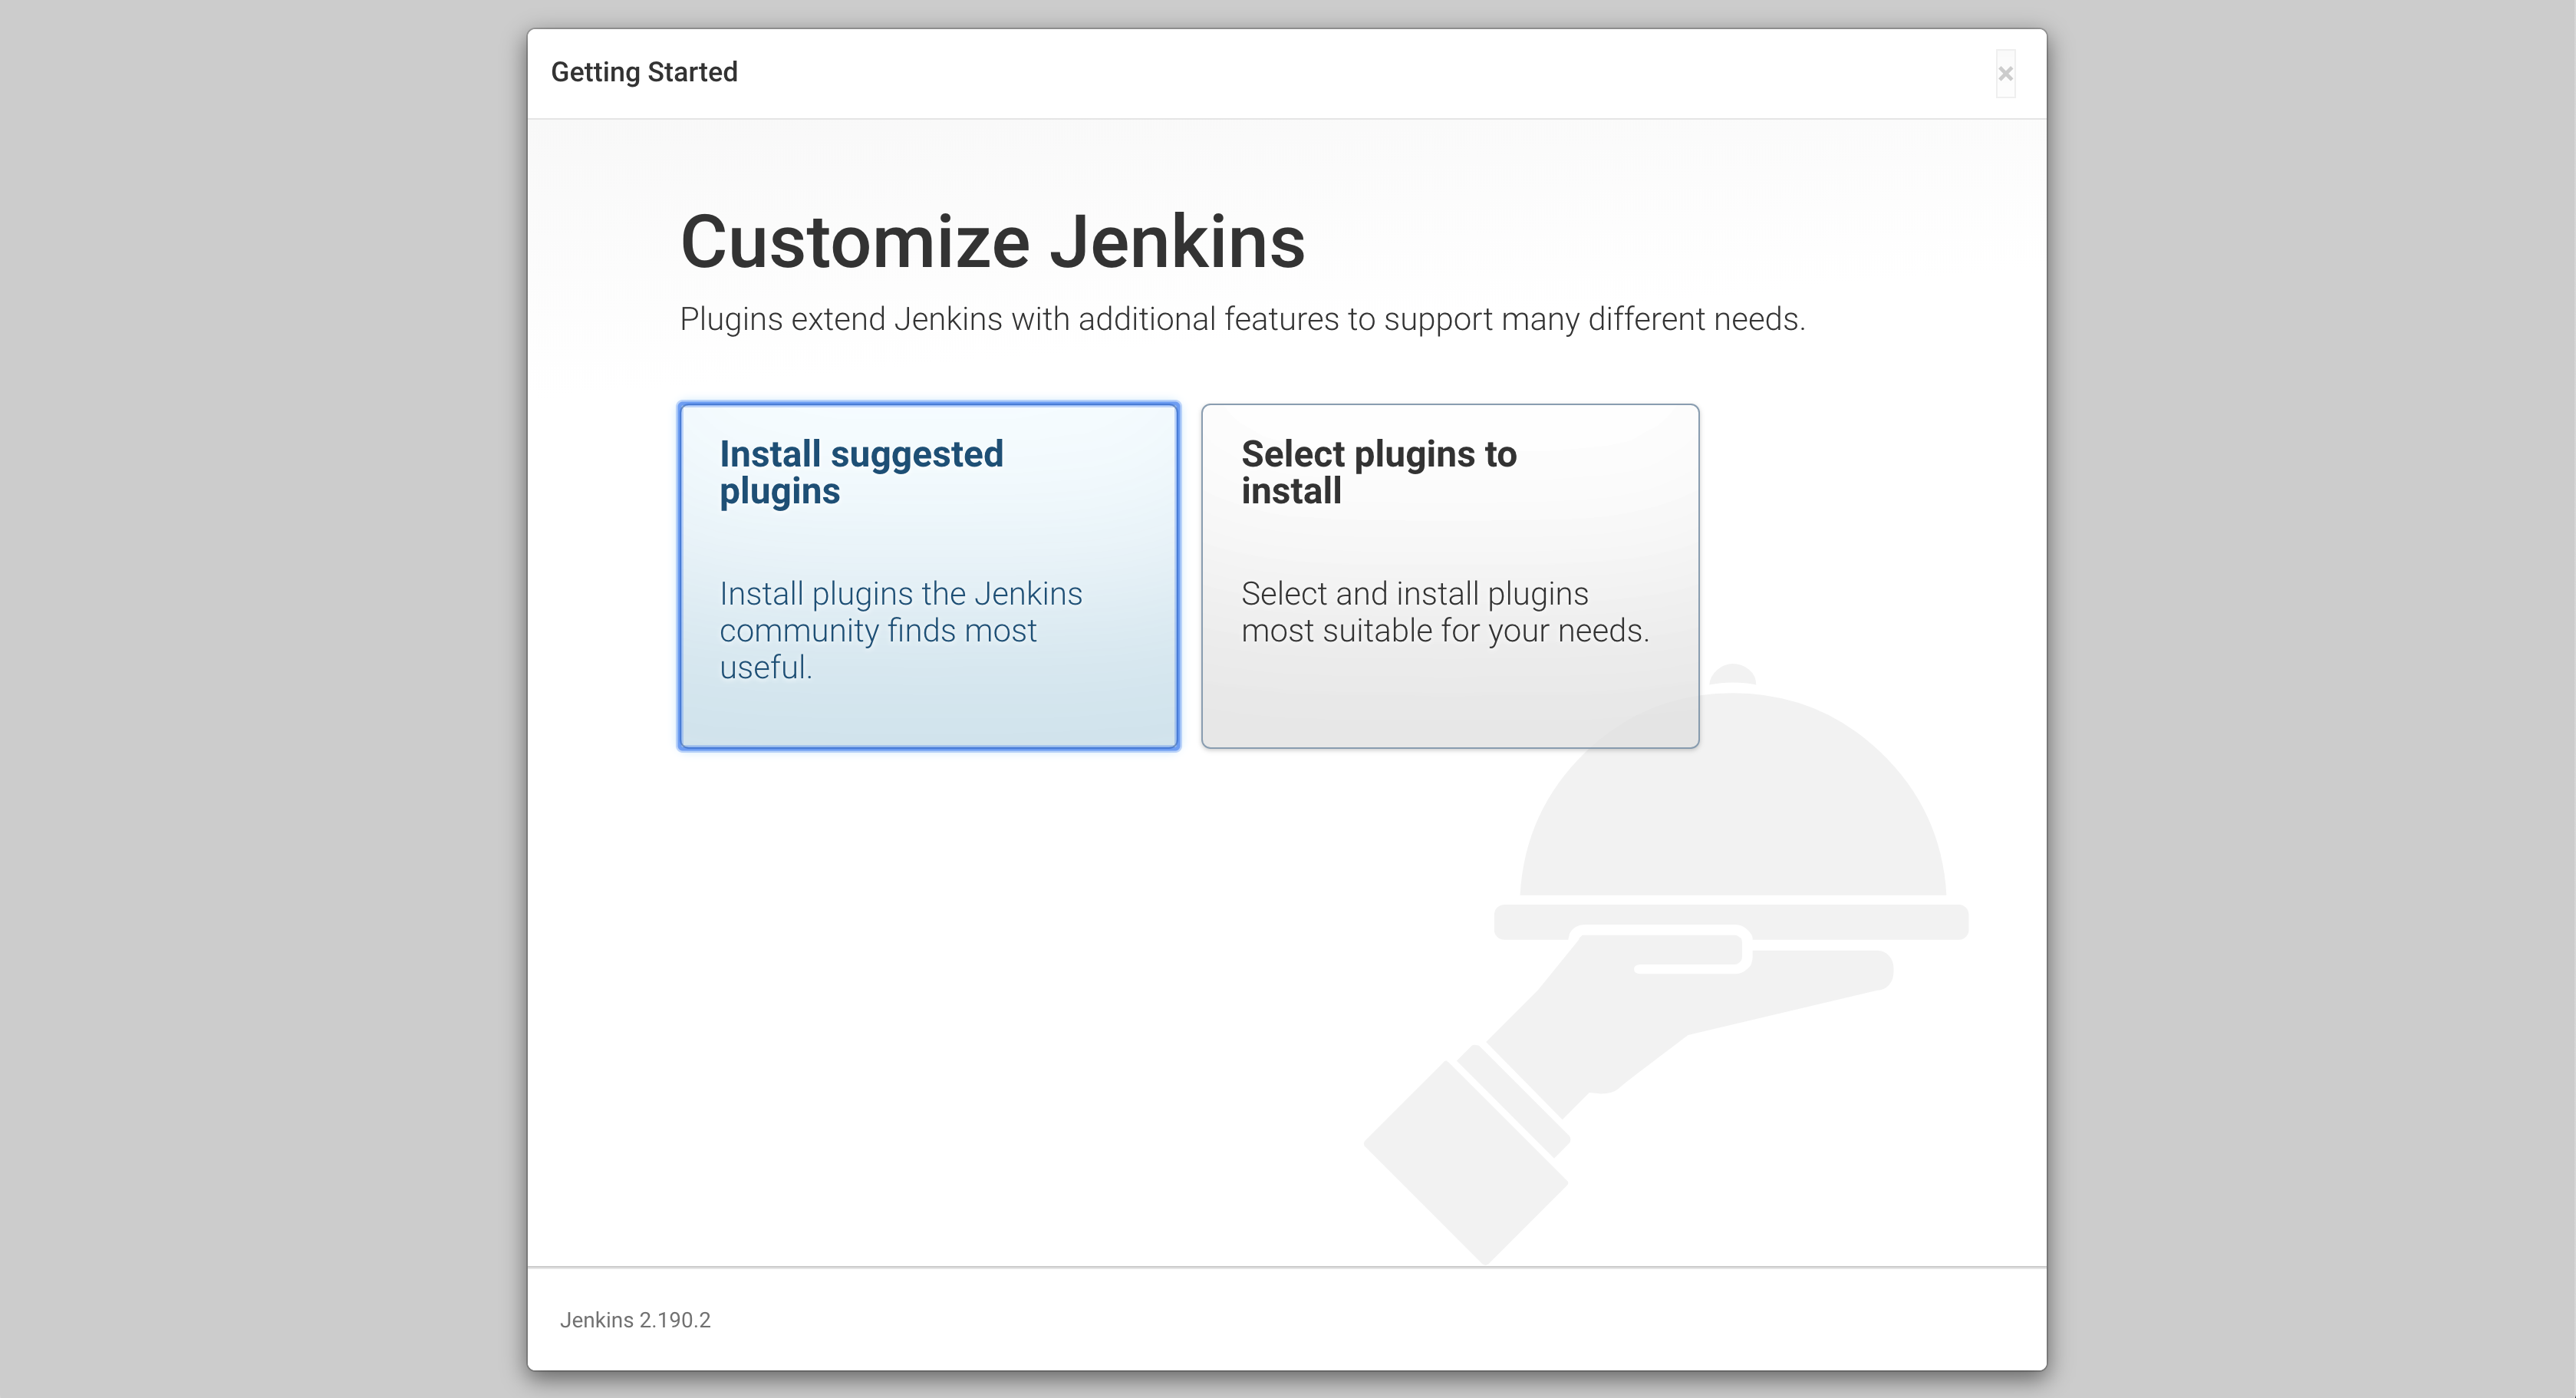 Getting Started
×
Customize Jenkins
Plugins extend Jenkins with additional features to support many different needs.
Install suggested
plugins
Install plugins the Jenkins
community finds most
useful.
Select plugins to
install
Select and install plugins
most suitable for your needs.
Jenkins 2.190.2